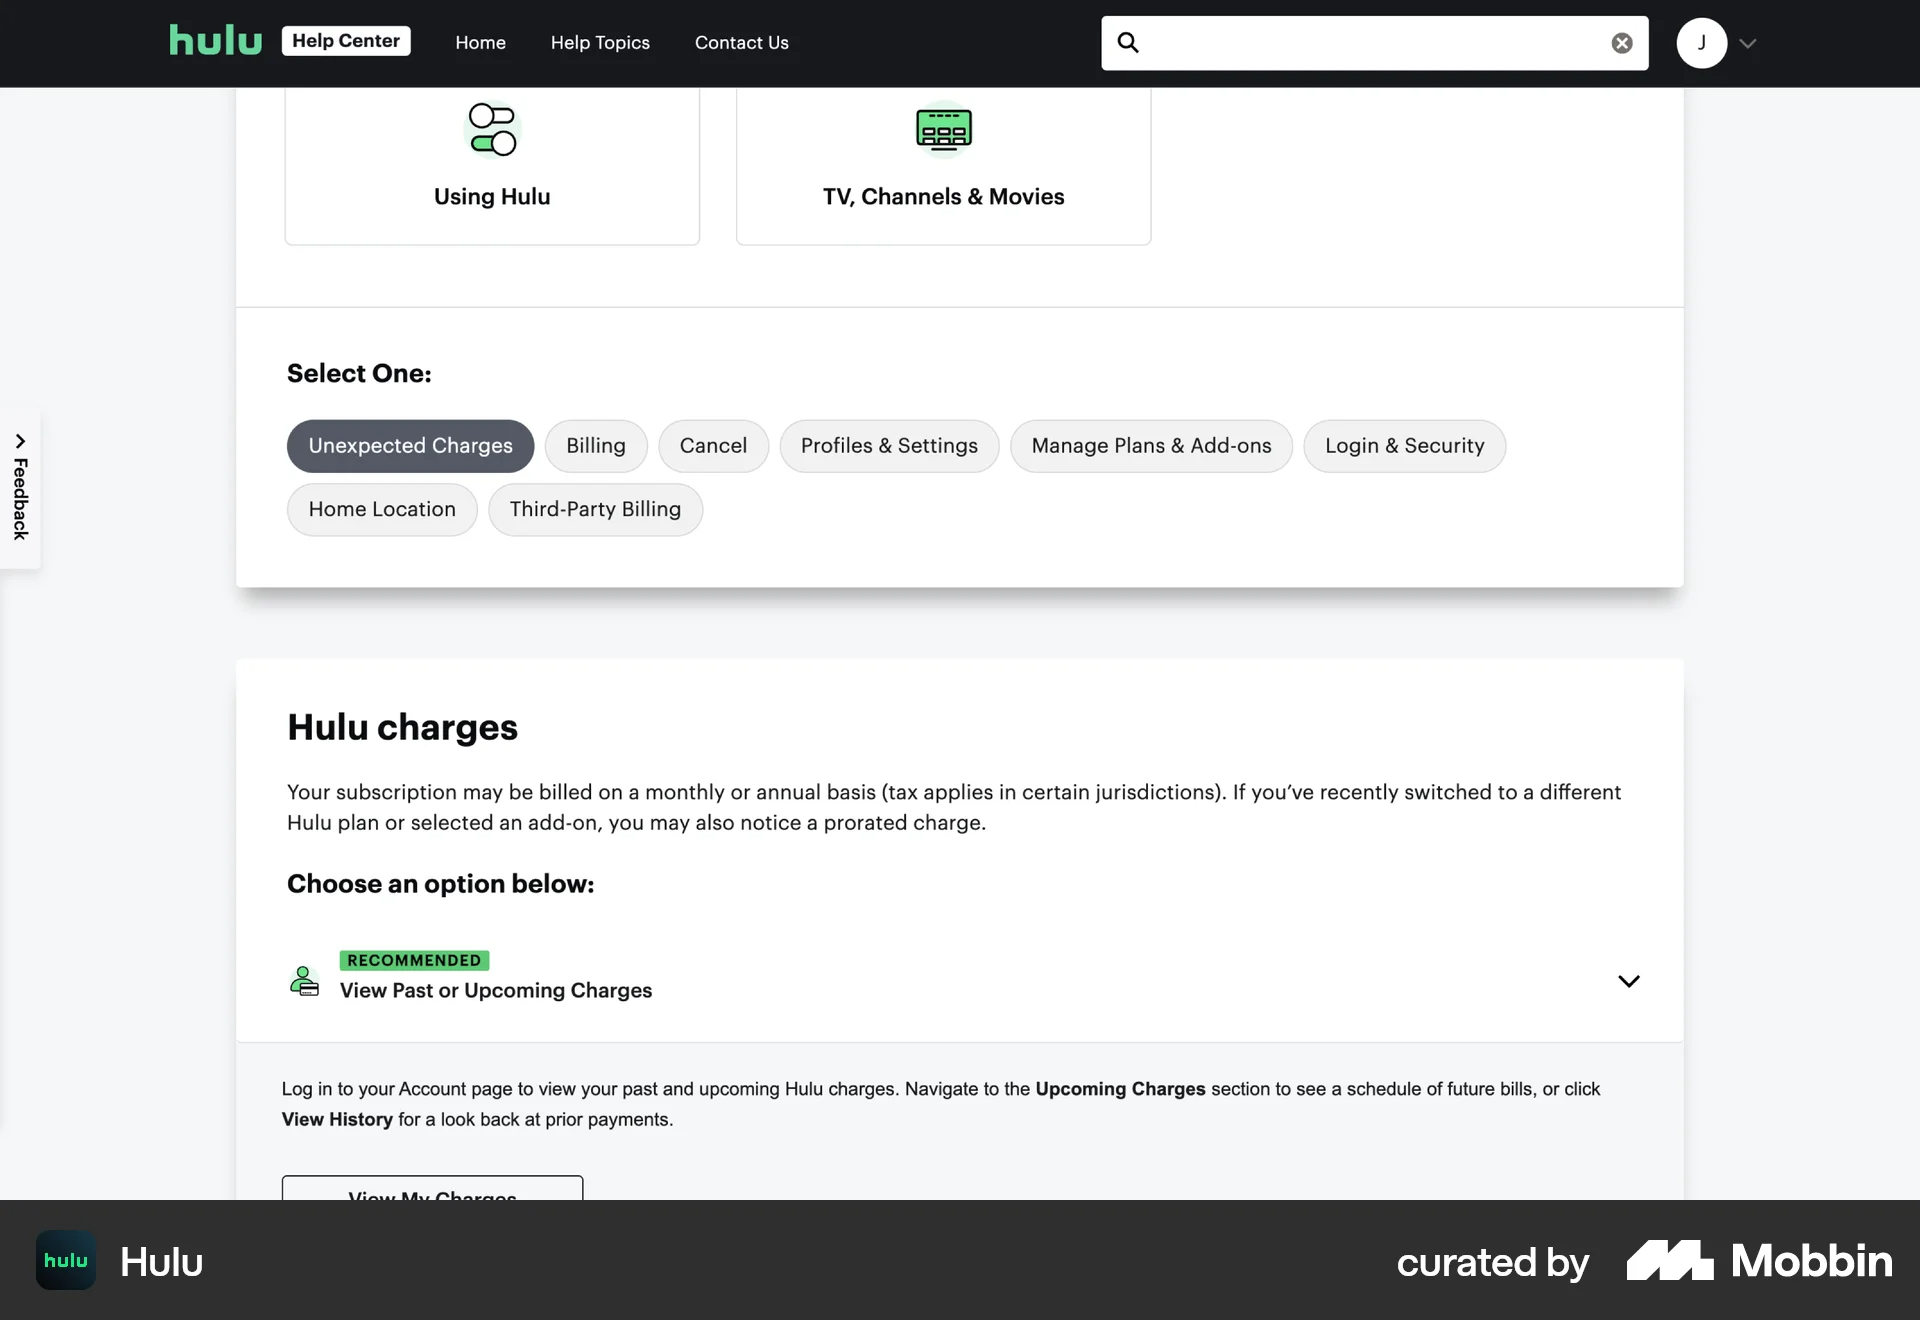 hulu Help Center Home Help Topics Contact Us J
Using Hulu
TV, Channels & Movies
Select One:
Unexpected Charges Billing Cancel Profiles & Settings Manage Plans & Add-ons Login & Security
Home Location Third-Party Billing
Feedback
Hulu charges
Your subscription may be billed on a monthly or annual basis (tax applies in certain jurisdictions). If you’ve recently switched to a different
Hulu plan or selected an add-on, you may also notice a prorated charge.
Choose an option below:
RECOMMENDED
View Past or Upcoming Charges
Log in to your Account page to view your past and upcoming Hulu charges. Navigate to the Upcoming Charges section to see a schedule of future bills, or click
View History for a look back at prior payments.
View My Charges
hulu Hulu
curated by Mobbin